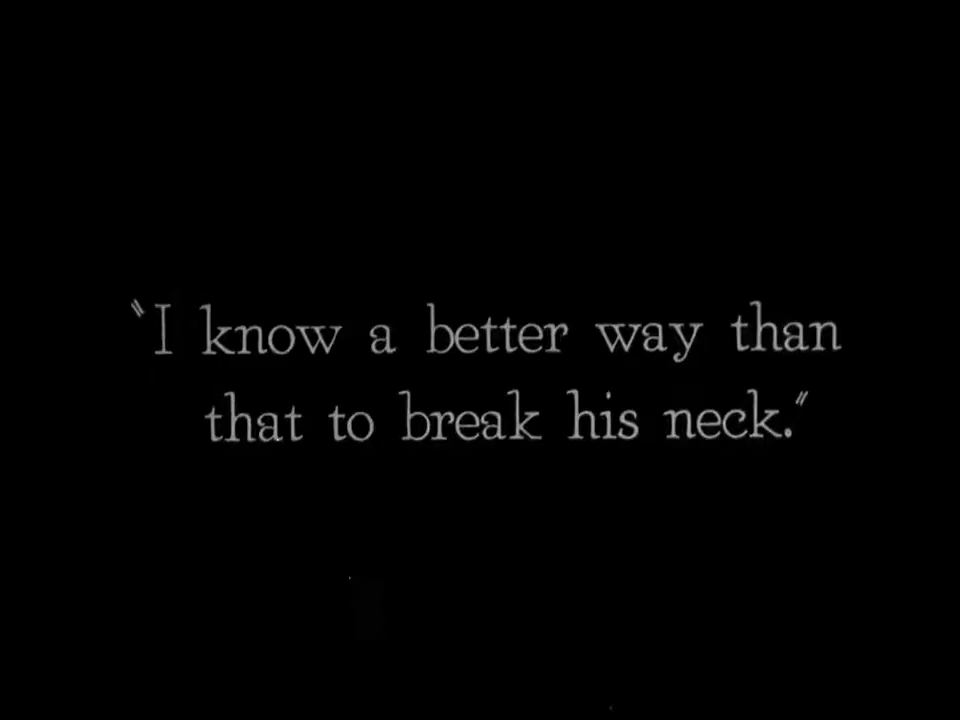 "I know a better way than
that to break his neck."